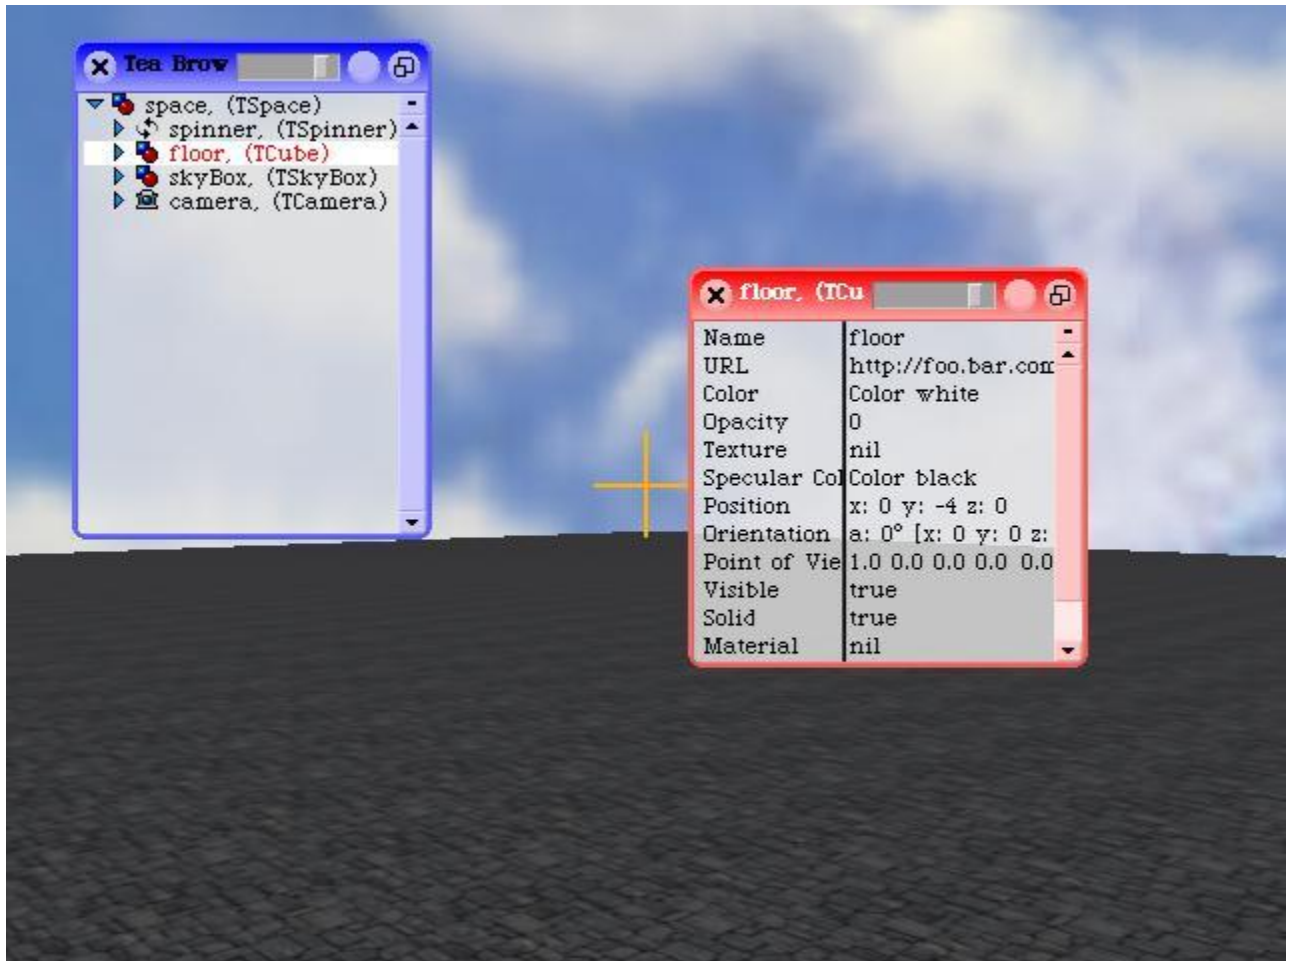 Tea Brow
space, (TSpace)
spinner, (TSpinner)
floor, (TCube)
skyBox, (TSkyBox)
camera, (TCamera)
floor, (TCu
Name floor
URL http://foo.bar.com
Color Color white
Opacity 0
Texture nil
Specular Col Color black
Position x: 0 y: -4 z: 0
Orientation a: 0° [x: 0 y: 0 z:
Point of Vie 1.0 0.0 0.0 0.0 0.0
Visible true
Solid true
Material nil